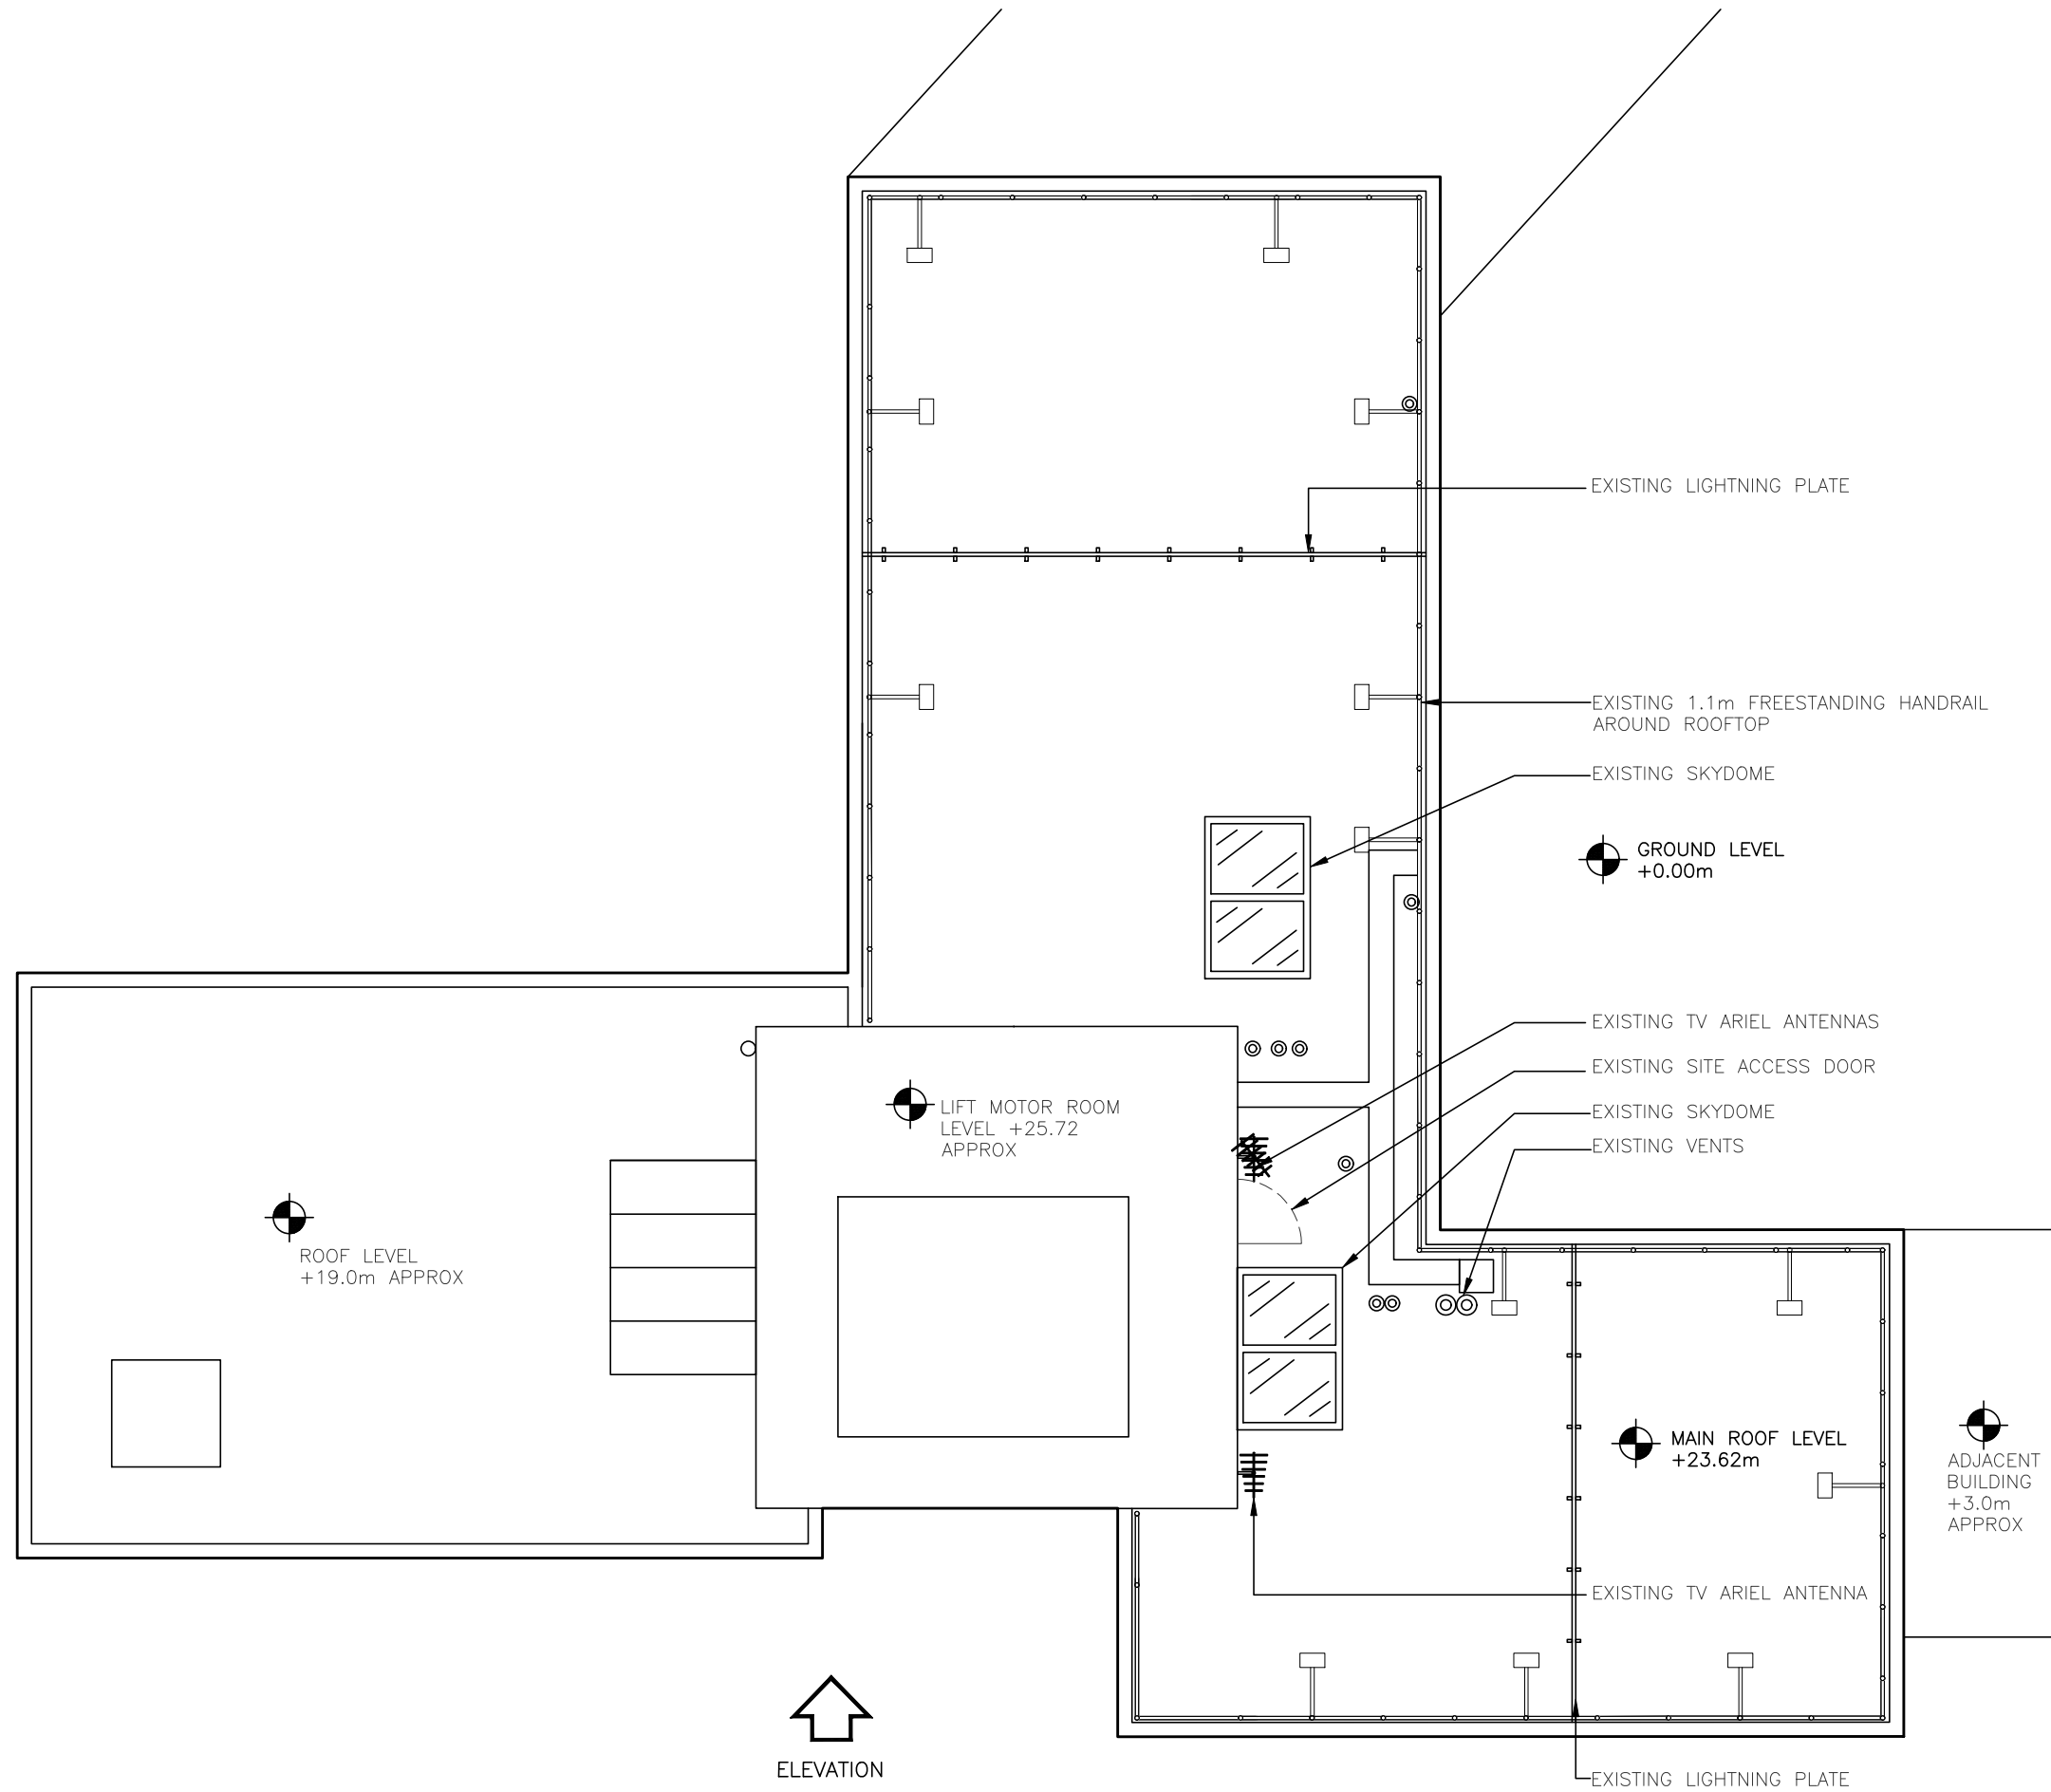 EXISTING LIGHTNING PLATE
EXISTING 1.1m FREESTANDING HANDRAIL
AROUND ROOFTOP
EXISTING SKYDOME
GROUND LEVEL
+0.00m
EXISTING TV ARIEL ANTENNAS
EXISTING SITE ACCESS DOOR
EXISTING SKYDOME
EXISTING VENTS
LIFT MOTOR ROOM
LEVEL +25.72
APPROX
ROOF LEVEL
+19.0m APPROX
MAIN ROOF LEVEL
+23.62m
ADJACENT
BUILDING
+3.0m
APPROX
EXISTING TV ARIEL ANTENNA
ELEVATION
EXISTING LIGHTNING PLATE